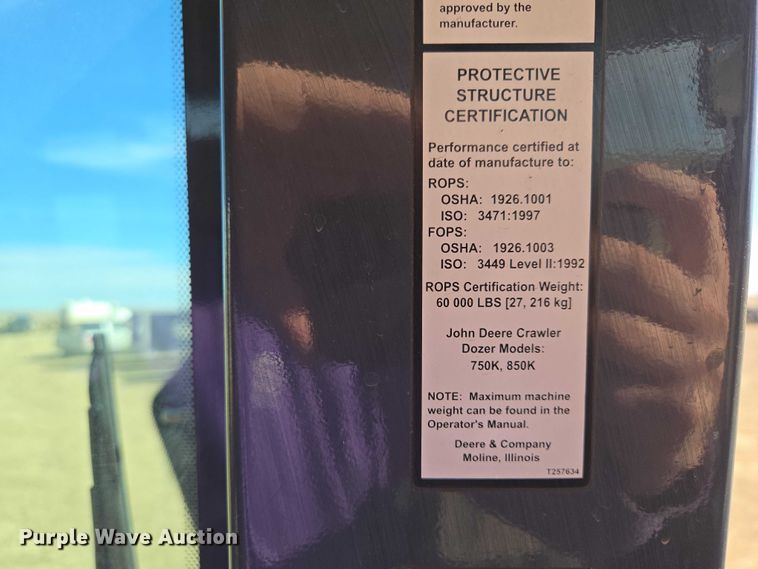 approved by the
manufacturer.
PROTECTIVE
STRUCTURE
CERTIFICATION
Performance certified at
date of manufacture to:
ROPS:
OSHA: 1926.1001
ISO: 3471:1997
FOPS:
OSHA: 1926.1003
ISO: 3449 Level II:1992
ROPS Certification Weight:
60 000 LBS [27, 216 kg]
John Deere Crawler
Dozer Models:
750K, 850K
NOTE: Maximum machine
weight can be found in the
Operator's Manual.
Deere & Company
Moline, Illinois
T257634
Purple Wave Auction